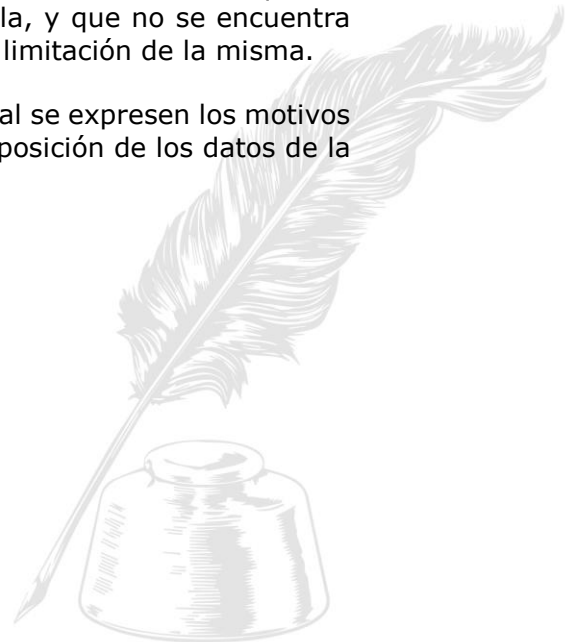 la, y que no se encuentra
limitación de la misma.
al se expresen los motivos
posición de los datos de la